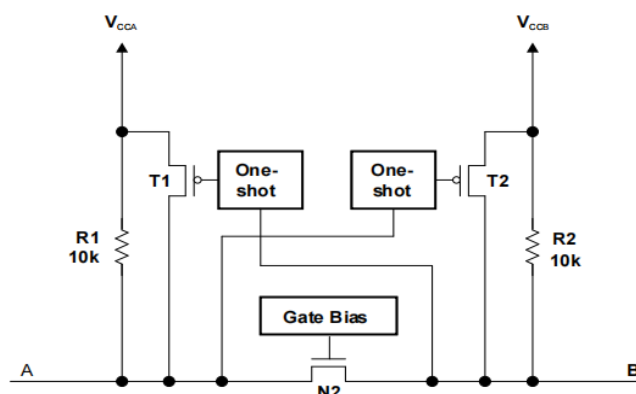 VCCA
VCCB
One-shot
One-shot
T1
T2
R1
10k
R2
10k
Gate Bias
A
B
N2